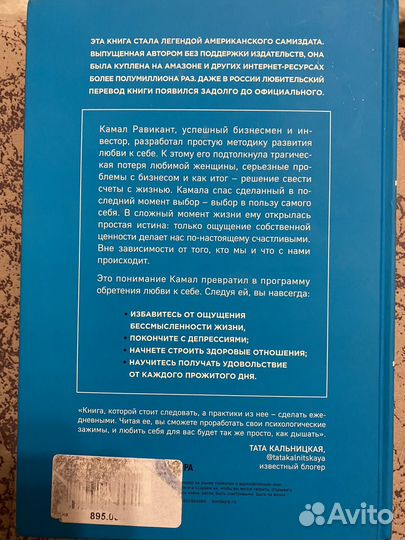 ЭТА КНИГА СТАЛА ЛЕГЕНДОЙ АМЕРИКАНСКОГО САМИЗДАТА.
ВЫПУЩЕННАЯ АВТОРОМ БЕЗ ПОДДЕРЖКИ ИЗДАТЕЛЬСТВ, ОНА
БЫЛА КУПЛЕНА НА АМАЗОНЕ И ДРУГИХ ИНТЕРНЕТ-РЕСУРСАХ
БОЛЕЕ ПОЛУМИЛЛИОНА РАЗ. ДАЖЕ В РОССИИ ЛЮБИТЕЛЬСКИЙ
ПЕРЕВОД КНИГИ ПОЯВИЛСЯ ЗАДОЛГО ДО ОФИЦИАЛЬНОГО.
Камал Равикант, успешный бизнесмен и ин-
вестор, разработал простую методику развития
любви к себе. К этому его подтолкнула трагичес-
кая потеря любимой женщины, серьезные про-
блемы с бизнесом и как итог – решение свести
счеты с жизнью. Камала спас сделанный в по-
следний момент выбор – выбор в пользу самого
себя. В сложный момент жизни ему открылась
простая истина: только ощущение собственной
ценности делает нас по-настоящему счастливыми.
Вне зависимости от того, кто мы и что с нами
происходит.
Это понимание Камал превратил в программу
обретения любви к себе. Следуя ей, вы навсегда:
• ИЗБАВИТЕСЬ ОТ ОЩУЩЕНИЯ
БЕССМЫСЛЕННОСТИ ЖИЗНИ,
• ПОКОНЧИТЕ С ДЕПРЕССИЯМИ;
• НАЧНЕТЕ СТРОИТЬ ЗДОРОВЫЕ ОТНОШЕНИЯ;
• НАУЧИТЕСЬ ПОЛУЧАТЬ УДОВОЛЬСТВИЕ
ОТ КАЖДОГО ПРОЖИТОГО ДНЯ.
«Книга, которой стоит следовать, а практики из нее – сделать еже-
дневными. Читая ее, вы сможете проработать свои психологические
зажимы, и любить себя для вас будет так же просто, как дышать».
ТАТА КАЛЬНИЦКАЯ,
@tatakalnitskaya
известный блогер
895.0
Avito